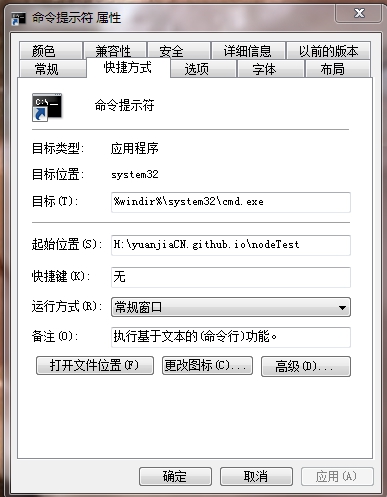 命令提示符 属性
颜色 兼容性 安全 详细信息 以前的版本
常规 快捷方式 选项 字体 布局
C:\
命令提示符
目标类型: 应用程序
目标位置: system32
目标(T): %windir%\system32\cmd.exe
起始位置(S): H:\yuanjiaCN.github.io\nodeTest
快捷键(K): 无
运行方式(R): 常规窗口
备注(O): 执行基于文本的(命令行)功能。
打开文件位置(F) 更改图标(C)... 高级(D)...
确定 取消 应用(A)